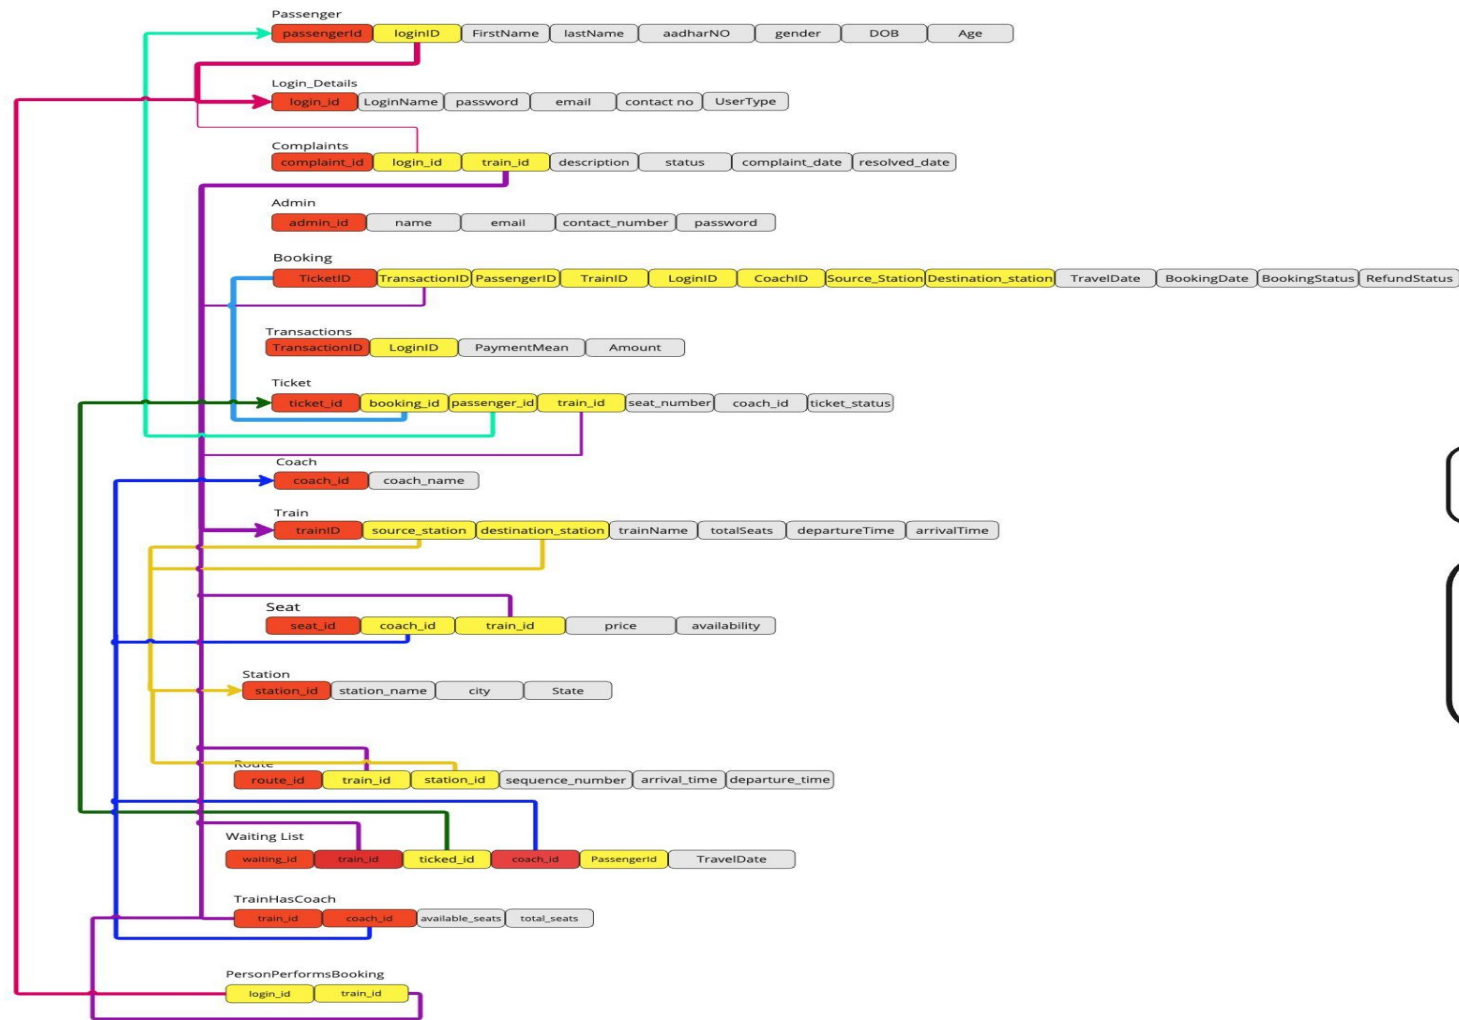 Passenger
passengerId loginID FirstName lastName aadharNO gender DOB Age
Login_Details
login_id LoginName password email contact no UserType
Complaints
complaint_id login_id train_id description status complaint_date resolved_date
Admin
admin_id name email contact_number password
Booking
TicketID TransactionID PassengerID TrainID LoginID CoachID Source_Station Destination_station TravelDate BookingDate BookingStatus RefundStatus
Transactions
TransactionID LoginID PaymentMean Amount
Ticket
ticket_id booking_id passenger_id train_id seat_number coach_id ticket_status
Coach
coach_id coach_name
Train
trainID source_station destination_station trainName totalSeats departureTime arrivalTime
Seat
seat_id coach_id train_id price availability
Station
station_id station_name city State
Route
route_id train_id station_id sequence_number arrival_time departure_time
Waiting List
waiting_id train_id ticked_id coach_id PassengerId TravelDate
TrainHasCoach
train_id coach_id available_seats total_seats
PersonPerformsBooking
login_id train_id